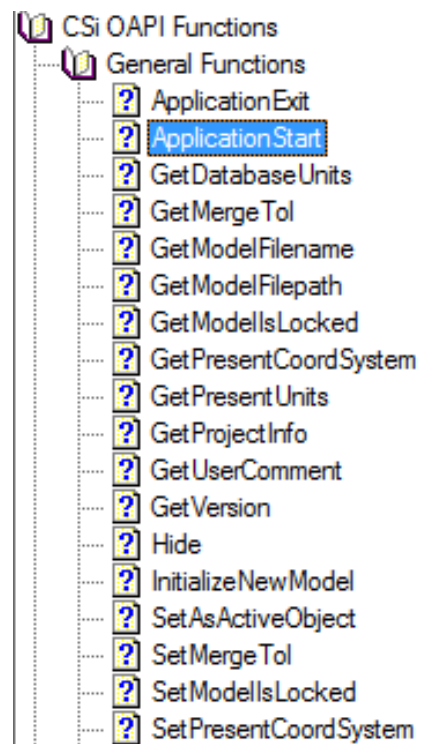 CSi OAPI Functions
General Functions
ApplicationExit
ApplicationStart
GetDatabaseUnits
GetMergeTol
GetModelFilename
GetModelFilepath
GetModelIsLocked
GetPresentCoordSystem
GetPresentUnits
GetProjectInfo
GetUserComment
GetVersion
Hide
InitializeNewModel
SetAsActiveObject
SetMergeTol
SetModelIsLocked
SetPresentCoordSystem